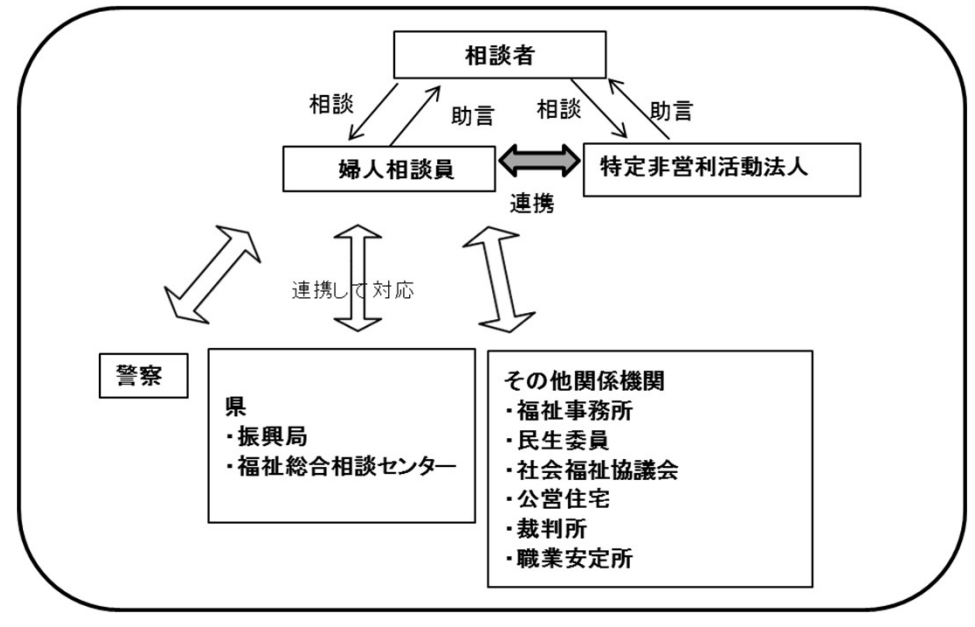 相談者
相談
助言
相談
助言
婦人相談員
特定非営利活動法人
連携
連携して対応
警察
県
・振興局
・福祉総合相談センター
その他関係機関
・福祉事務所
・民生委員
・社会福祉協議会
・公営住宅
・裁判所
・職業安定所